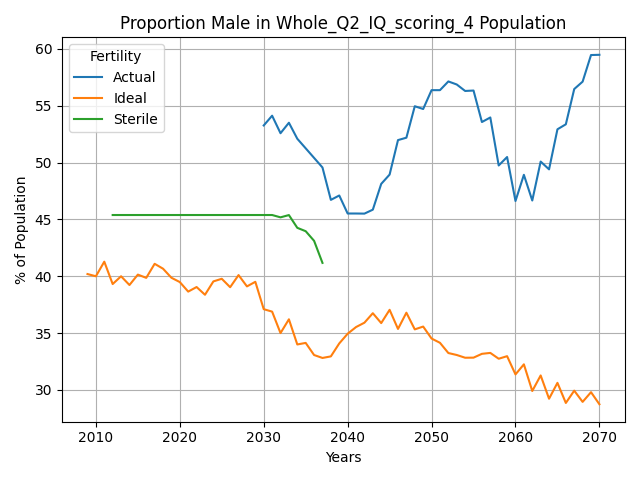 Proportion Male in Whole_Q2_IQ_scoring_4 Population
Fertility
Actual
Ideal
Sterile
% of Population
60
55
50
45
40
35
30
2010 2020 2030 2040 2050 2060 2070
Years